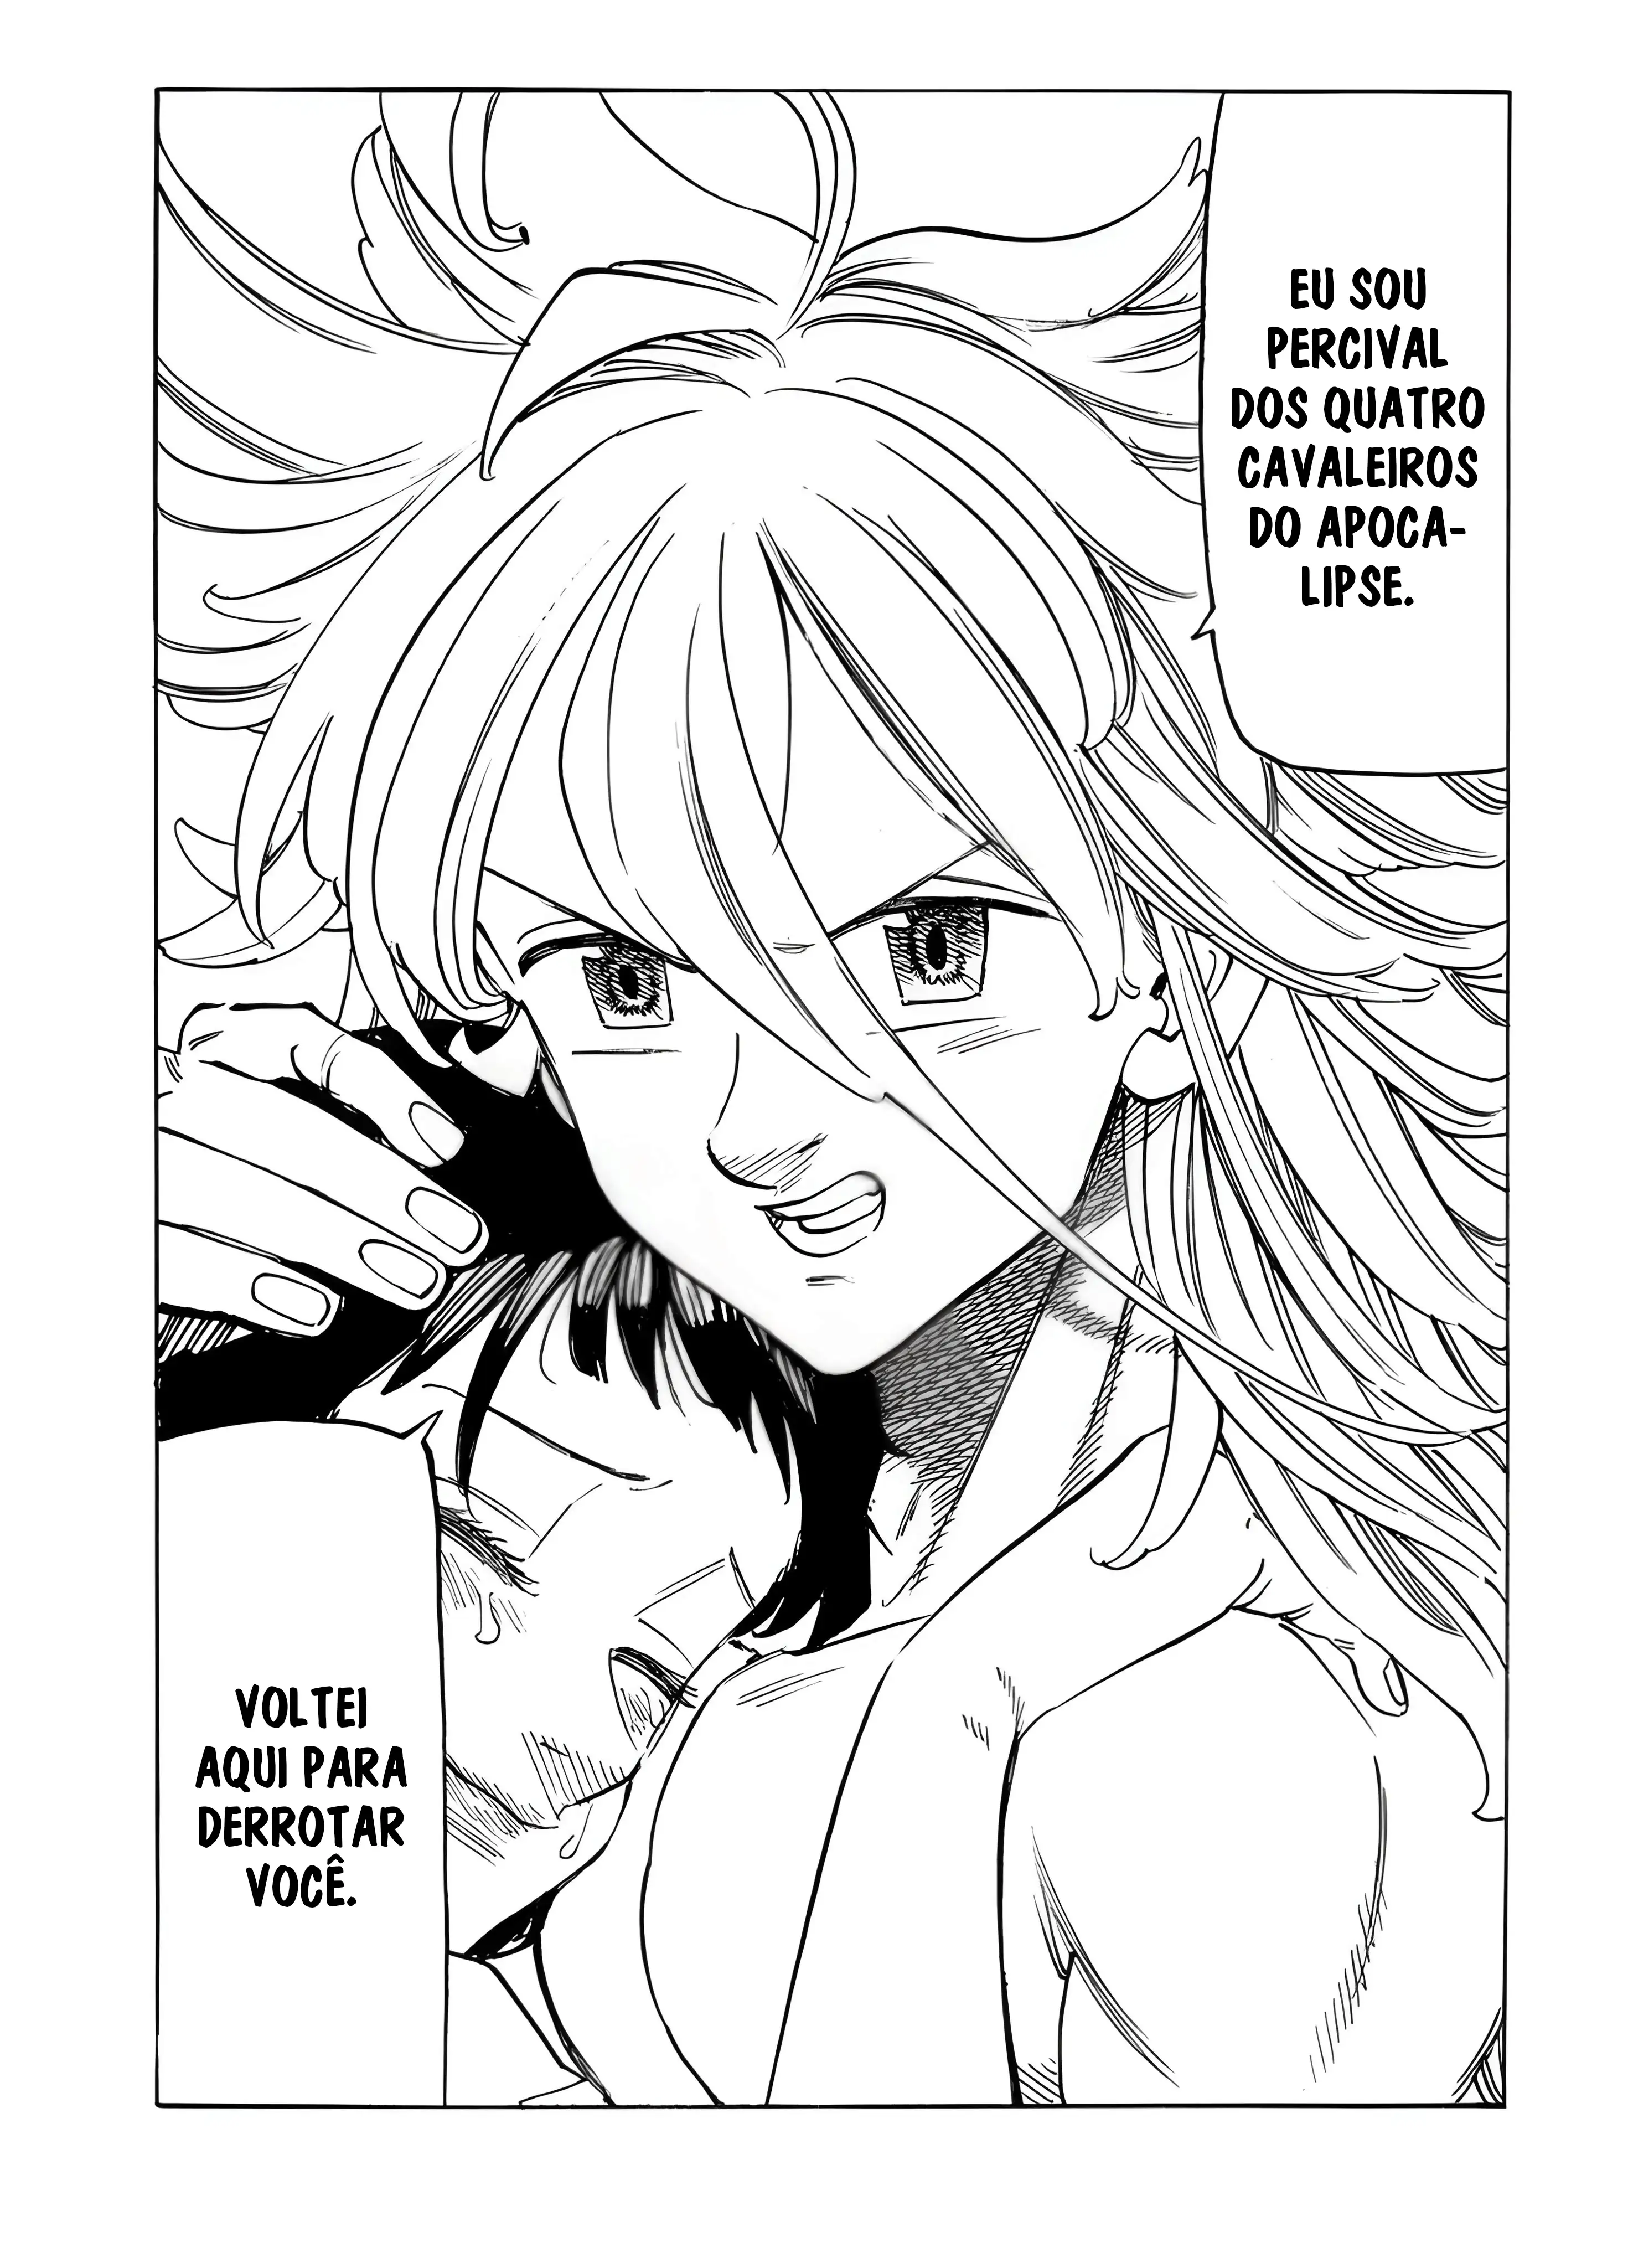 EU SOU
PERCIVAL
DOS QUATRO
CAVALEIROS
DO APOCA-
LIPSE.
VOLTEI
AQUI PARA
DERROTAR
VOCÊ.